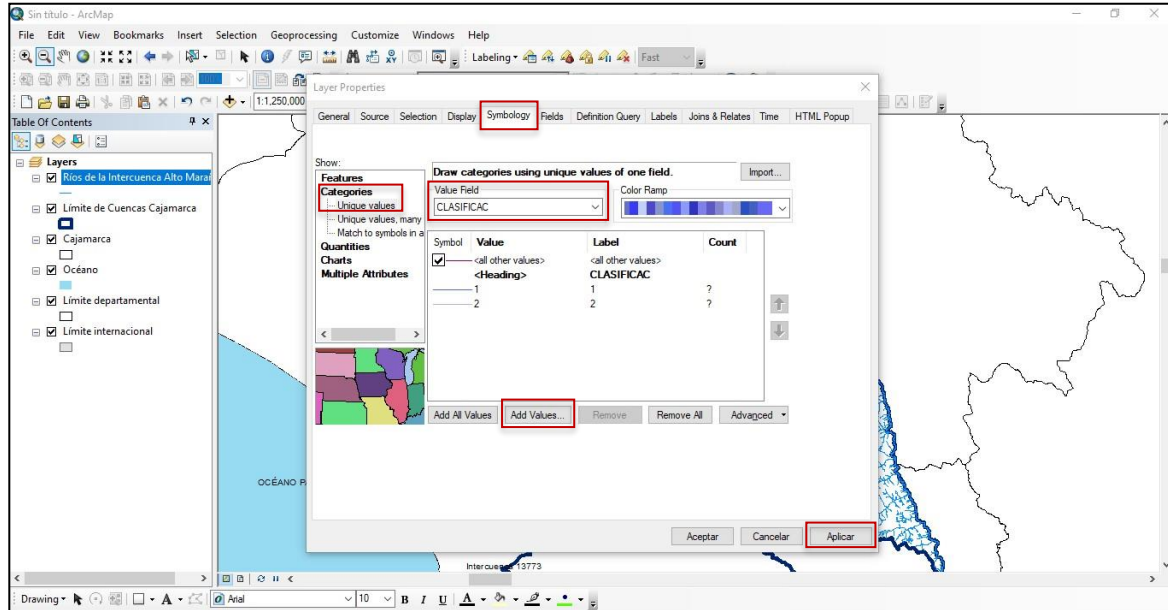 Sin título - ArcMap
File Edit View Bookmarks Insert Selection Geoprocessing Customize Windows Help
Labeling Fast
1:1,250,000
Layer Properties
General Source Selection Display Symbology Fields Definition Query Labels Joins & Relates Time HTML Popup
Table Of Contents
Layers
Ríos de la Intercuenca Alto Mara
Límite de Cuencas Cajamarca
Cajamarca
Océano
Límite departamental
Límite internacional
Show:
Features
Categories
Unique values
Unique values, many
Match to symbols in a
Quantities
Charts
Multiple Attributes
Draw categories using unique values of one field.
Import...
Value Field
CLASIFICAC
Color Ramp
Symbol Value Label Count
<all other values> <all other values>
<Heading> CLASIFICAC
1 1 ?
2 2 ?
Add All Values Add Values... Remove Remove All Advanced
OCÉANO P
Aceptar Cancelar Aplicar
Intercuenca 13773
Drawing A Arial 10 B I U A